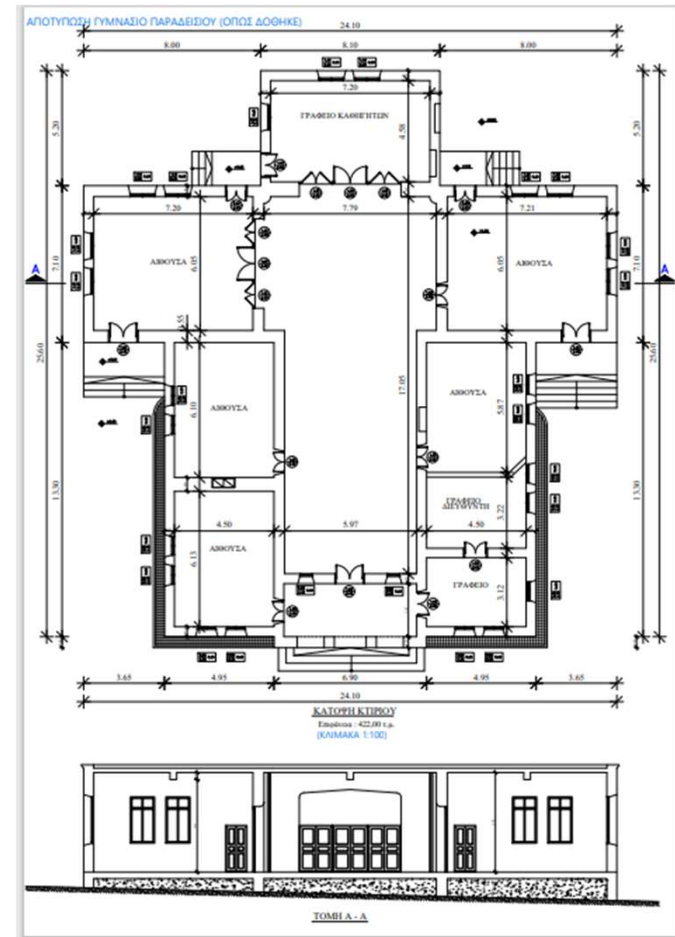 ΑΠΟΤΥΠΩΣΗ ΓΥΜΝΑΣΙΟ ΠΑΡΑΔΕΙΣΙΟΥ (ΟΠΩΣ ΔΟΘΗΚΕ)
24.10
8.00 8.10 8.00
7.20
5.20 ΓΡΑΦΕΙΟ ΚΑΘΗΓΗΤΩΝ 4.58 5.20
7.20 7.79 7.21
A 7.10 ΑΙΘΟΥΣΑ 6.05 6.05 ΑΙΘΟΥΣΑ 7.10 A
.55
25.60 25.60
17.05
6.10 ΑΙΘΟΥΣΑ ΑΙΘΟΥΣΑ 5.87
13.30 13.30
ΓΡΑΦΕΙΟ
ΔΙΕΥΘΥΝΤΗ 3.22
4.50 5.97 4.50
6.13 ΑΙΘΟΥΣΑ
ΓΡΑΦΕΙΟ 3.12
3.65 4.95 6.90 4.95 3.65
24.10
ΚΑΤΟΨΗ ΚΤΙΡΙΟΥ
Επιφάνεια : 422,00 τ.μ.
(ΚΛΙΜΑΚΑ 1:100)
ΤΟΜΗ Α - Α